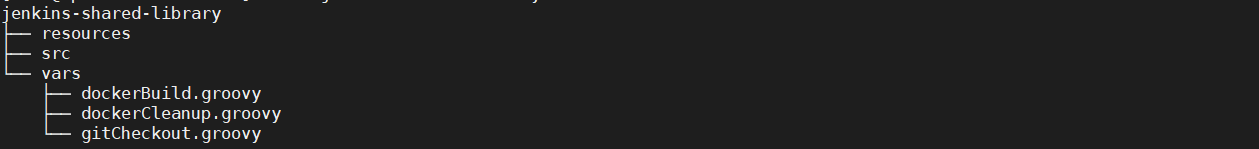 jenkins-shared-library
├── resources
├── src
└── vars
    ├── dockerBuild.groovy
    ├── dockerCleanup.groovy
    └── gitCheckout.groovy